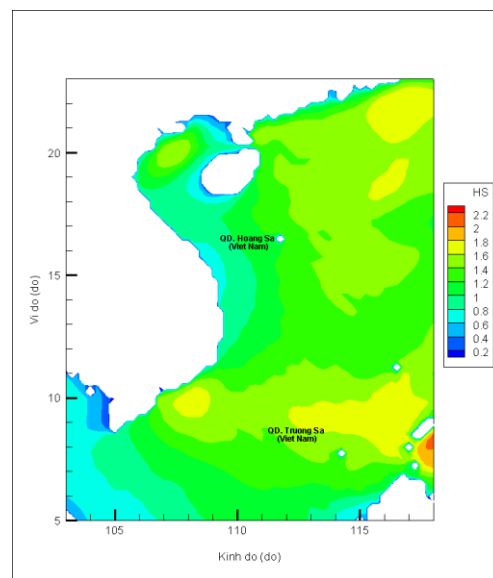 20
15
10
5
105
110
115
Vi do (do)
Kinh do (do)
QD. Hoang Sa
(Viet Nam)
QD. Truong Sa
(Viet Nam)
HS
2.2
2
1.8
1.6
1.4
1.2
1
0.8
0.6
0.4
0.2